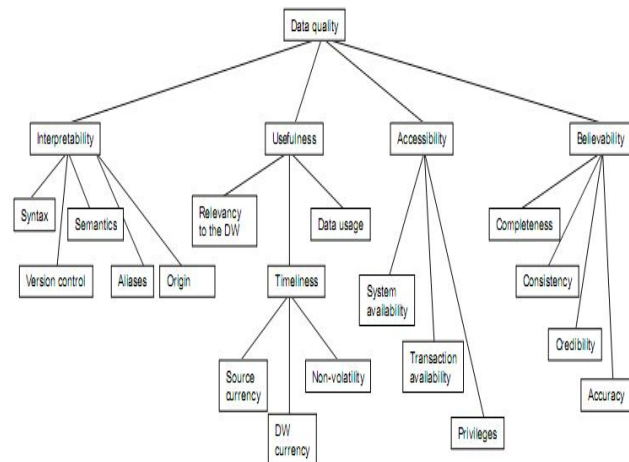 Data quality
Interpretability
Usefulness
Accessibility
Believability
Syntax
Semantics
Version control
Aliases
Origin
Relevancy
to the DW
Data usage
Timeliness
Source
currency
DW
currency
Non-volatility
System
availability
Transaction
availability
Privileges
Completeness
Consistency
Credibility
Accuracy